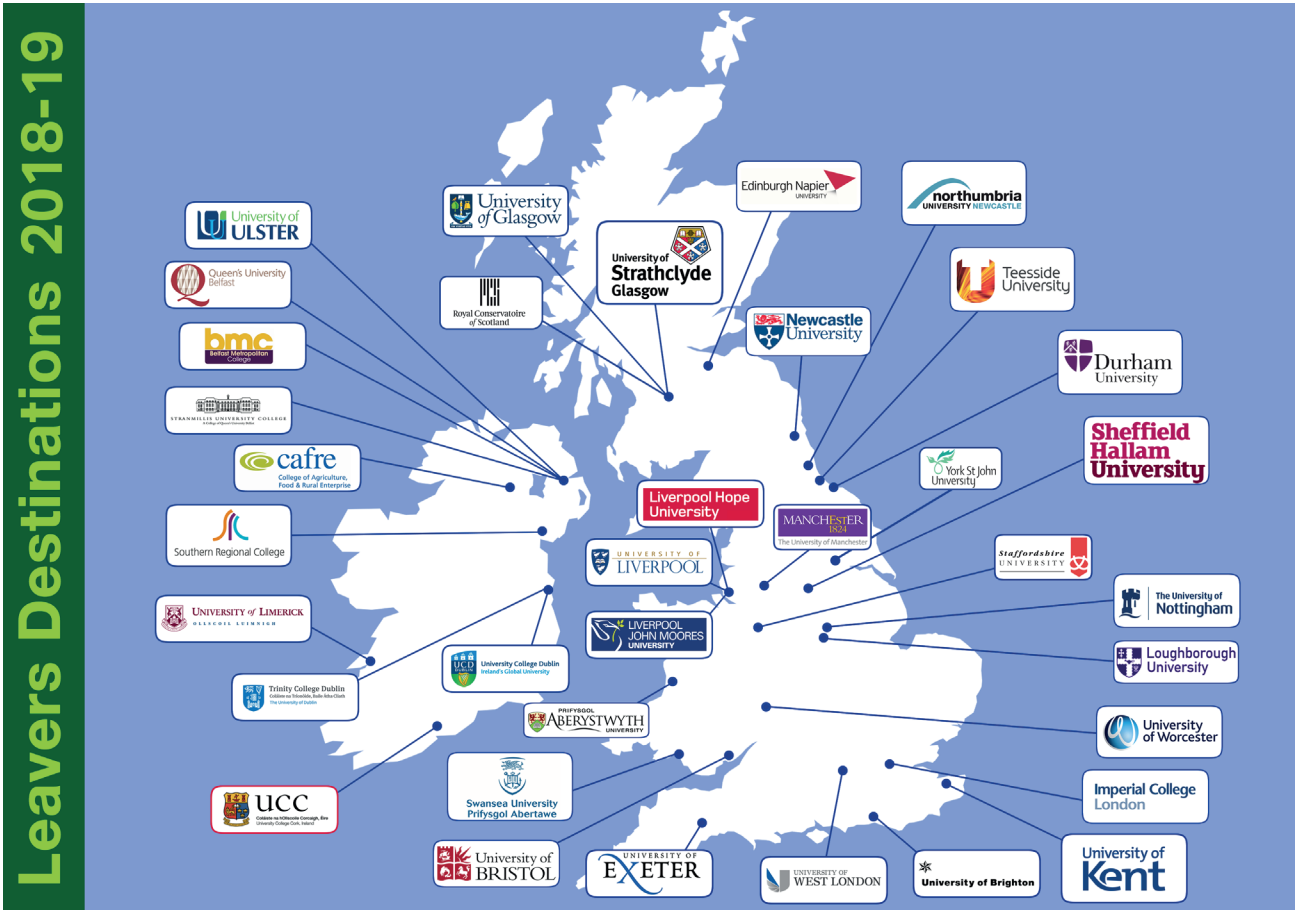 Leavers Destinations 2018-19
University of
ULSTER
Queen's University
Belfast
bmc
Belfast Metropolitan
College
STRANMILLIS UNIVERSITY COLLEGE
A College of Queen's University Belfast
cafre
College of Agriculture,
Food & Rural Enterprise
Southern Regional College
UNIVERSITY of LIMERICK
OLLSCOIL LUIMNIGH
Trinity College Dublin
Coláiste na Tríonóide, Baile Átha Cliath
The University of Dublin
UCD
DUBLIN
University College Dublin
Ireland's Global University
UCC
Coláiste na hOllscoile Corcaigh, Éire
University College Cork, Ireland
University
of Glasgow
Royal Conservatoire
of Scotland
University of
Strathclyde
Glasgow
Edinburgh Napier
UNIVERSITY
northumbria
UNIVERSITY NEWCASTLE
Teesside
University
Newcastle
University
Durham
University
Sheffield
Hallam
University
York St John
University
Liverpool Hope
University
MANCHESTER
1824
The University of Manchester
UNIVERSITY OF
LIVERPOOL
LIVERPOOL
JOHN MOORES
UNIVERSITY
Staffordshire
UNIVERSITY
The University of
Nottingham
Loughborough
University
PRIFYSGOL
ABERYSTWYTH
UNIVERSITY
University
of Worcester
Swansea University
Prifysgol Abertawe
Imperial College
London
University of
BRISTOL
UNIVERSITY OF
EXETER
UNIVERSITY OF
WEST LONDON
University of Brighton
University of
Kent